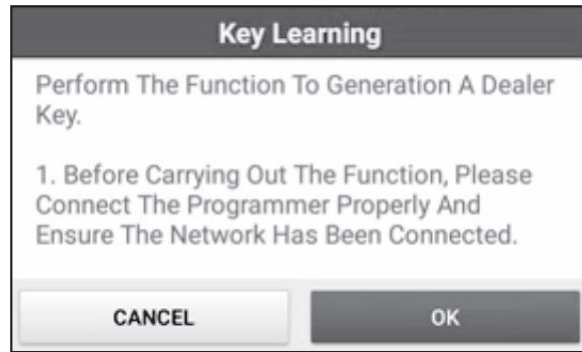 Key Learning
Perform The Function To Generation A Dealer
Key.
1. Before Carrying Out The Function, Please
Connect The Programmer Properly And
Ensure The Network Has Been Connected.
CANCEL
OK